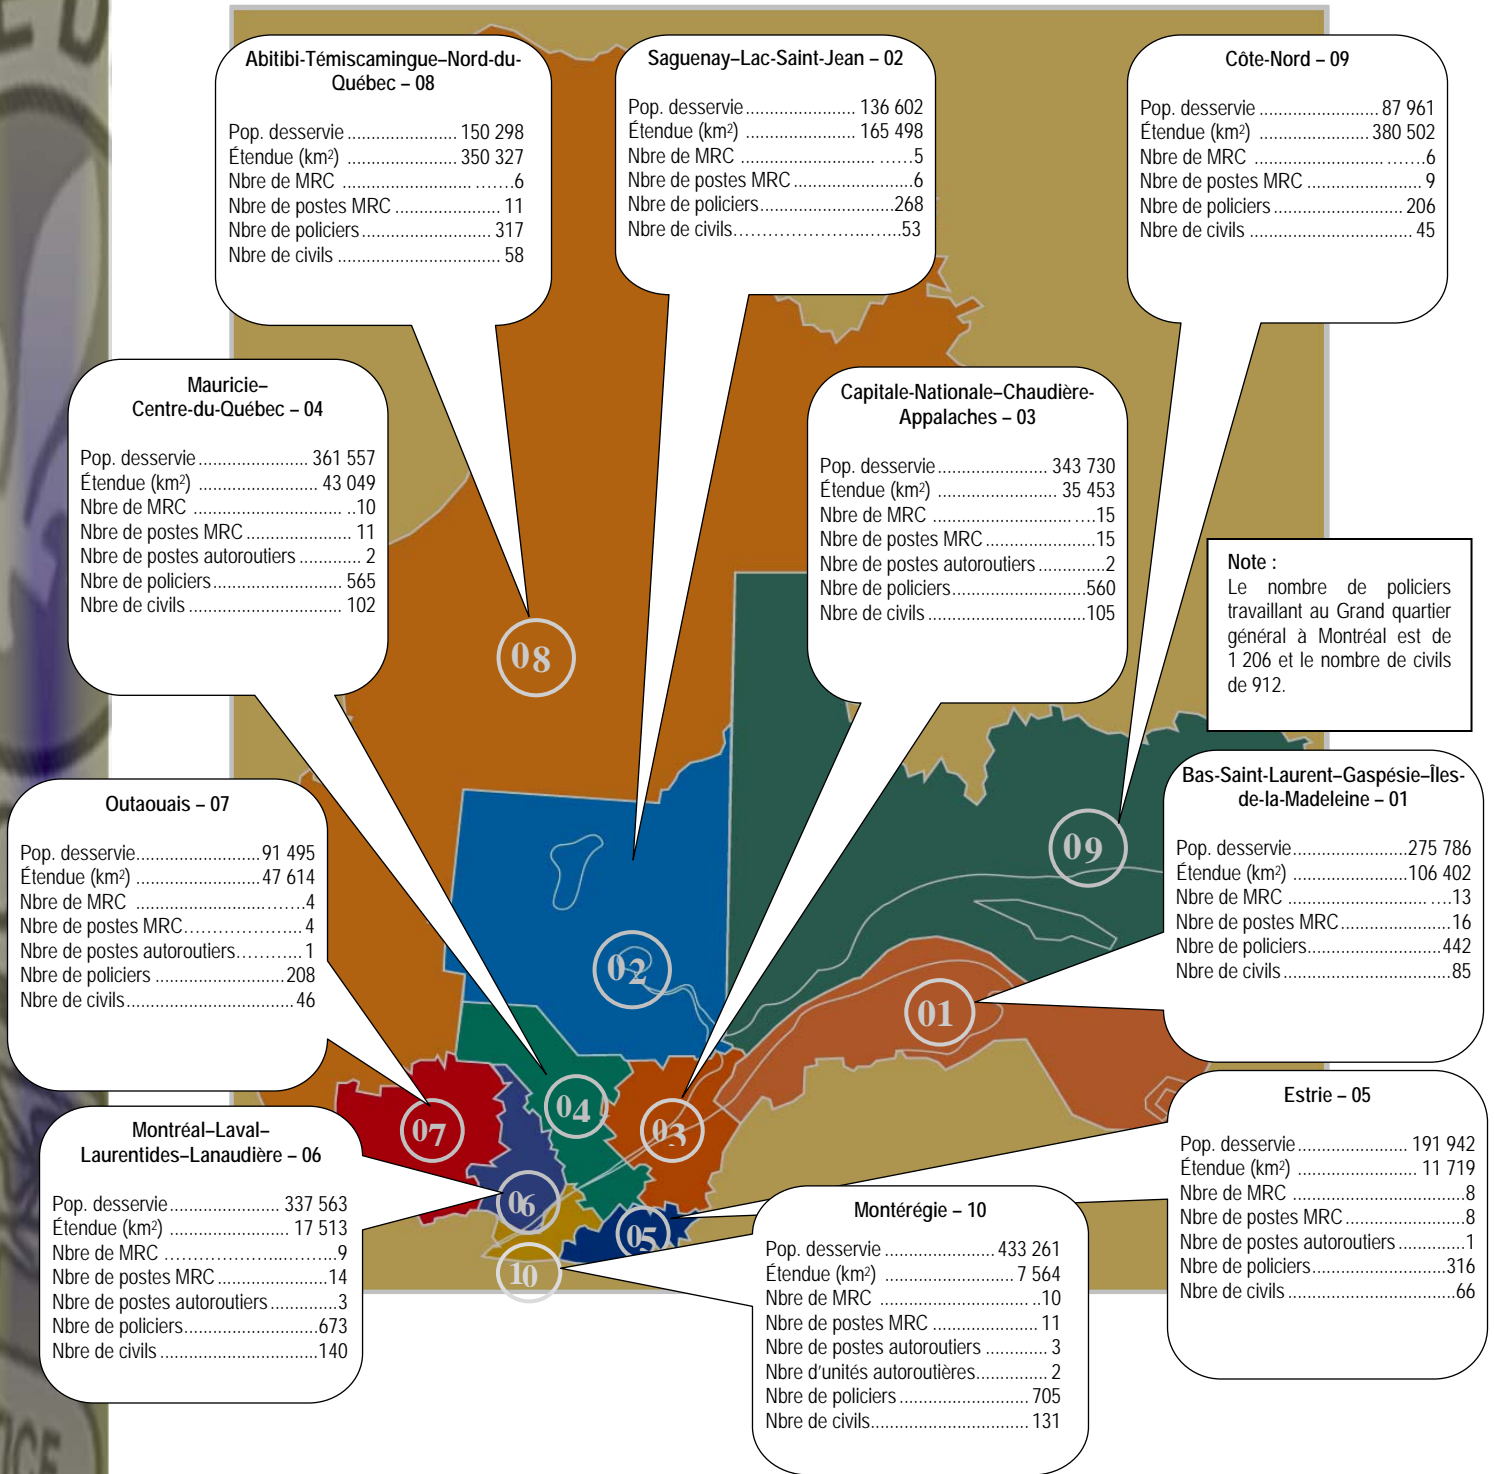 Abitibi-Témiscamingue–Nord-du-
Québec – 08
Pop. desservie ....................... 150 298
Étendue (km²) ....................... 350 327
Nbre de MRC ..................................6
Nbre de postes MRC ...................... 11
Nbre de policiers ........................... 317
Nbre de civils .................................. 58
Saguenay–Lac-Saint-Jean – 02
Pop. desservie ....................... 136 602
Étendue (km²) ....................... 165 498
Nbre de MRC ..................................5
Nbre de postes MRC .........................6
Nbre de policiers............................268
Nbre de civils...................................53
Côte-Nord – 09
Pop. desservie .........................87 961
Étendue (km²) ....................... 380 502
Nbre de MRC ..................................6
Nbre de postes MRC ........................ 9
Nbre de policiers ........................... 206
Nbre de civils .................................. 45
Mauricie–
Centre-du-Québec – 04
Pop. desservie ....................... 361 557
Étendue (km²) ......................... 43 049
Nbre de MRC .................................10
Nbre de postes MRC ...................... 11
Nbre de postes autoroutiers ............. 2
Nbre de policiers ........................... 565
Nbre de civils ................................ 102
Capitale-Nationale–Chaudière-
Appalaches – 03
Pop. desservie ....................... 343 730
Étendue (km²) ......................... 35 453
Nbre de MRC .................................15
Nbre de postes MRC.......................15
Nbre de postes autoroutiers ..............2
Nbre de policiers............................560
Nbre de civils .................................105
Note :
Le nombre de policiers
travaillant au Grand quartier
général à Montréal est de
1 206 et le nombre de civils
de 912.
08
Outaouais – 07
Pop. desservie..........................91 495
Étendue (km²) ..........................47 614
Nbre de MRC ..................................4
Nbre de postes MRC........................ 4
Nbre de postes autoroutiers............. 1
Nbre de policiers ............................208
Nbre de civils ................................... 46
Bas-Saint-Laurent–Gaspésie–Îles-
de-la-Madeleine – 01
Pop. desservie........................275 786
Étendue (km²) ........................106 402
Nbre de MRC .................................13
Nbre de postes MRC.......................16
Nbre de policiers............................442
Nbre de civils ...................................85
09
02
01
04
03
07
06
05
10
Montréal–Laval–
Laurentides–Lanaudière – 06
Pop. desservie ....................... 337 563
Étendue (km²) ......................... 17 513
Nbre de MRC ..................................9
Nbre de postes MRC .......................14
Nbre de postes autoroutiers ..............3
Nbre de policiers............................673
Nbre de civils .................................140
Estrie – 05
Pop. desservie ....................... 191 942
Étendue (km²) ......................... 11 719
Nbre de MRC ..................................8
Nbre de postes MRC.........................8
Nbre de postes autoroutiers ..............1
Nbre de policiers............................316
Nbre de civils ...................................66
Montérégie – 10
Pop. desservie ....................... 433 261
Étendue (km²) ...........................7 564
Nbre de MRC .................................10
Nbre de postes MRC ...................... 11
Nbre de postes autoroutiers ............. 3
Nbre d'unités autoroutières............... 2
Nbre de policiers ........................... 705
Nbre de civils................................. 131